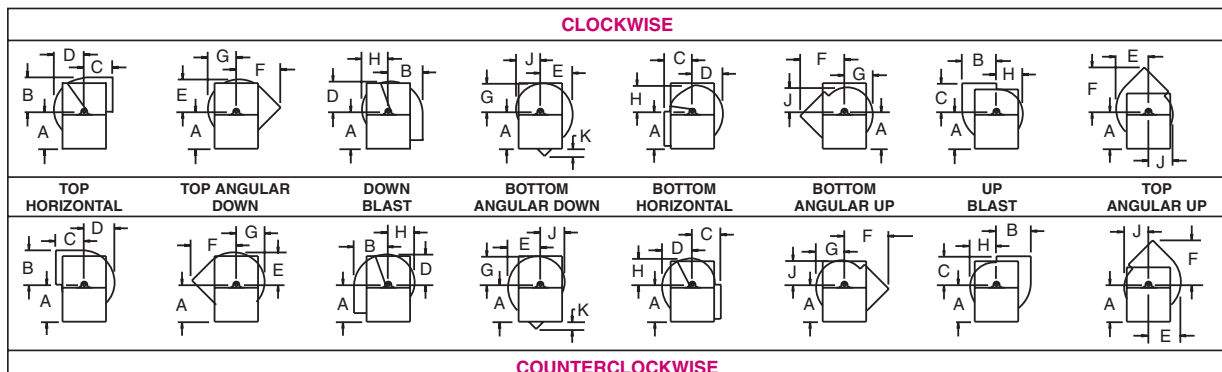 CLOCKWISE
D C B A
G F E A
H B D A
J E G A K
C D H A
F G J A
B H C A
E F A J
TOP HORIZONTAL
TOP ANGULAR DOWN
DOWN BLAST
BOTTOM ANGULAR DOWN
BOTTOM HORIZONTAL
BOTTOM ANGULAR UP
UP BLAST
TOP ANGULAR UP
C D B A
F G E A
B H D A
E J G A K
D C H A
G F J A
H B C A
J F A E
COUNTERCLOCKWISE